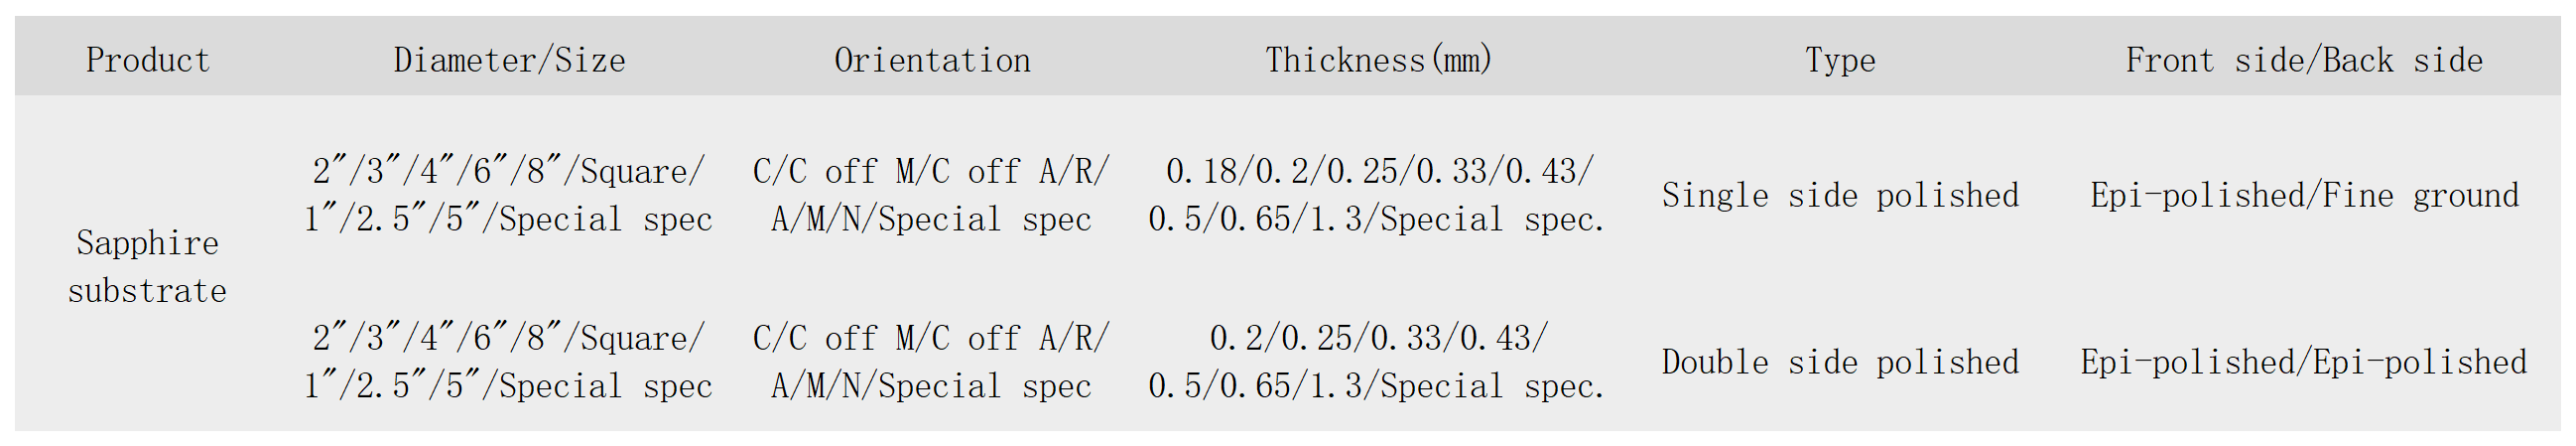 Product Diameter/Size Orientation Thickness(mm) Type Front side/Back side
Sapphire
substrate
2″/3″/4″/6″/8″/Square/
1″/2.5″/5″/Special spec
C/C off M/C off A/R/
A/M/N/Special spec
0.18/0.2/0.25/0.33/0.43/
0.5/0.65/1.3/Special spec.
Single side polished
Epi-polished/Fine ground
2″/3″/4″/6″/8″/Square/
1″/2.5″/5″/Special spec
C/C off M/C off A/R/
A/M/N/Special spec
0.2/0.25/0.33/0.43/
0.5/0.65/1.3/Special spec.
Double side polished
Epi-polished/Epi-polished